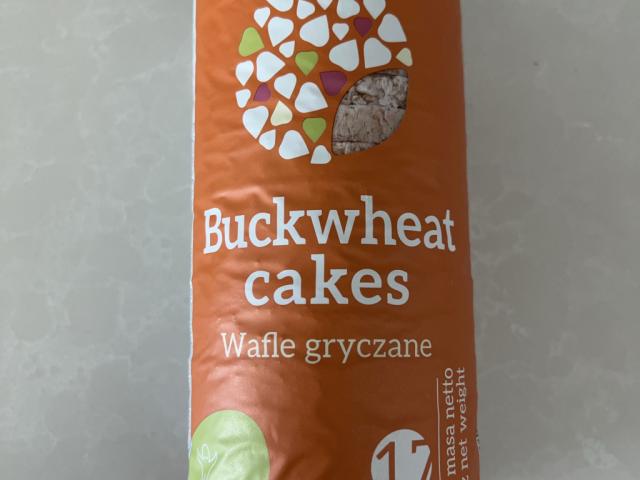 Buckwheat
cakes
Wafle gryczane
masa netto
net weight